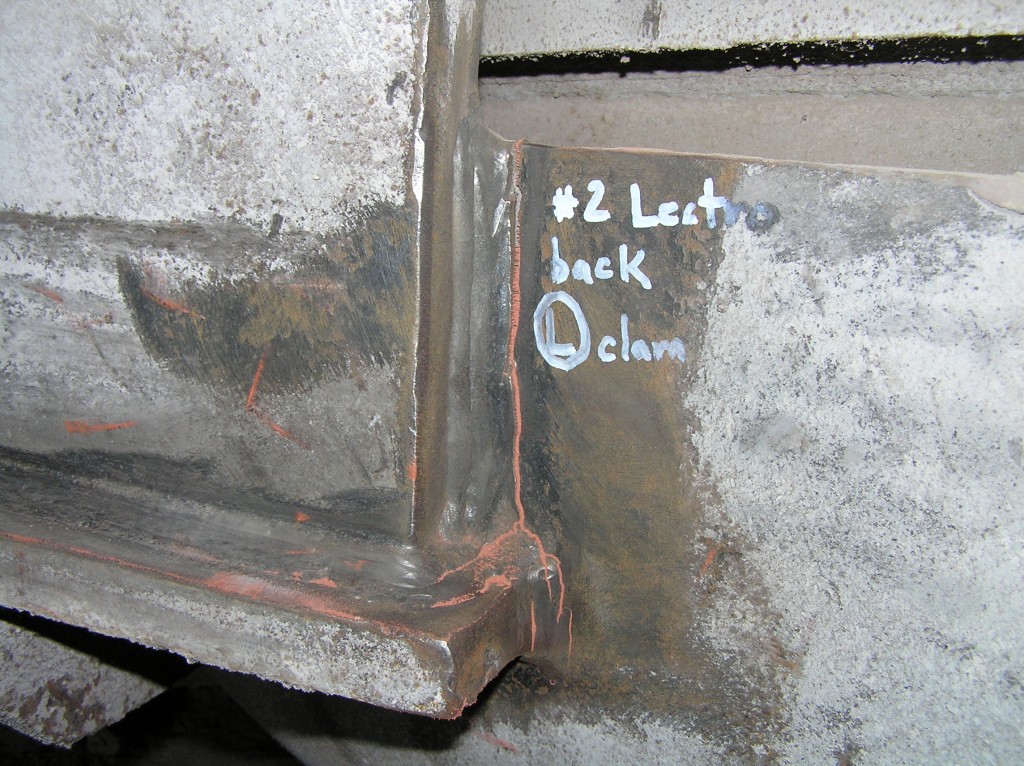 #2 Lectro
back
Ⓛ clam